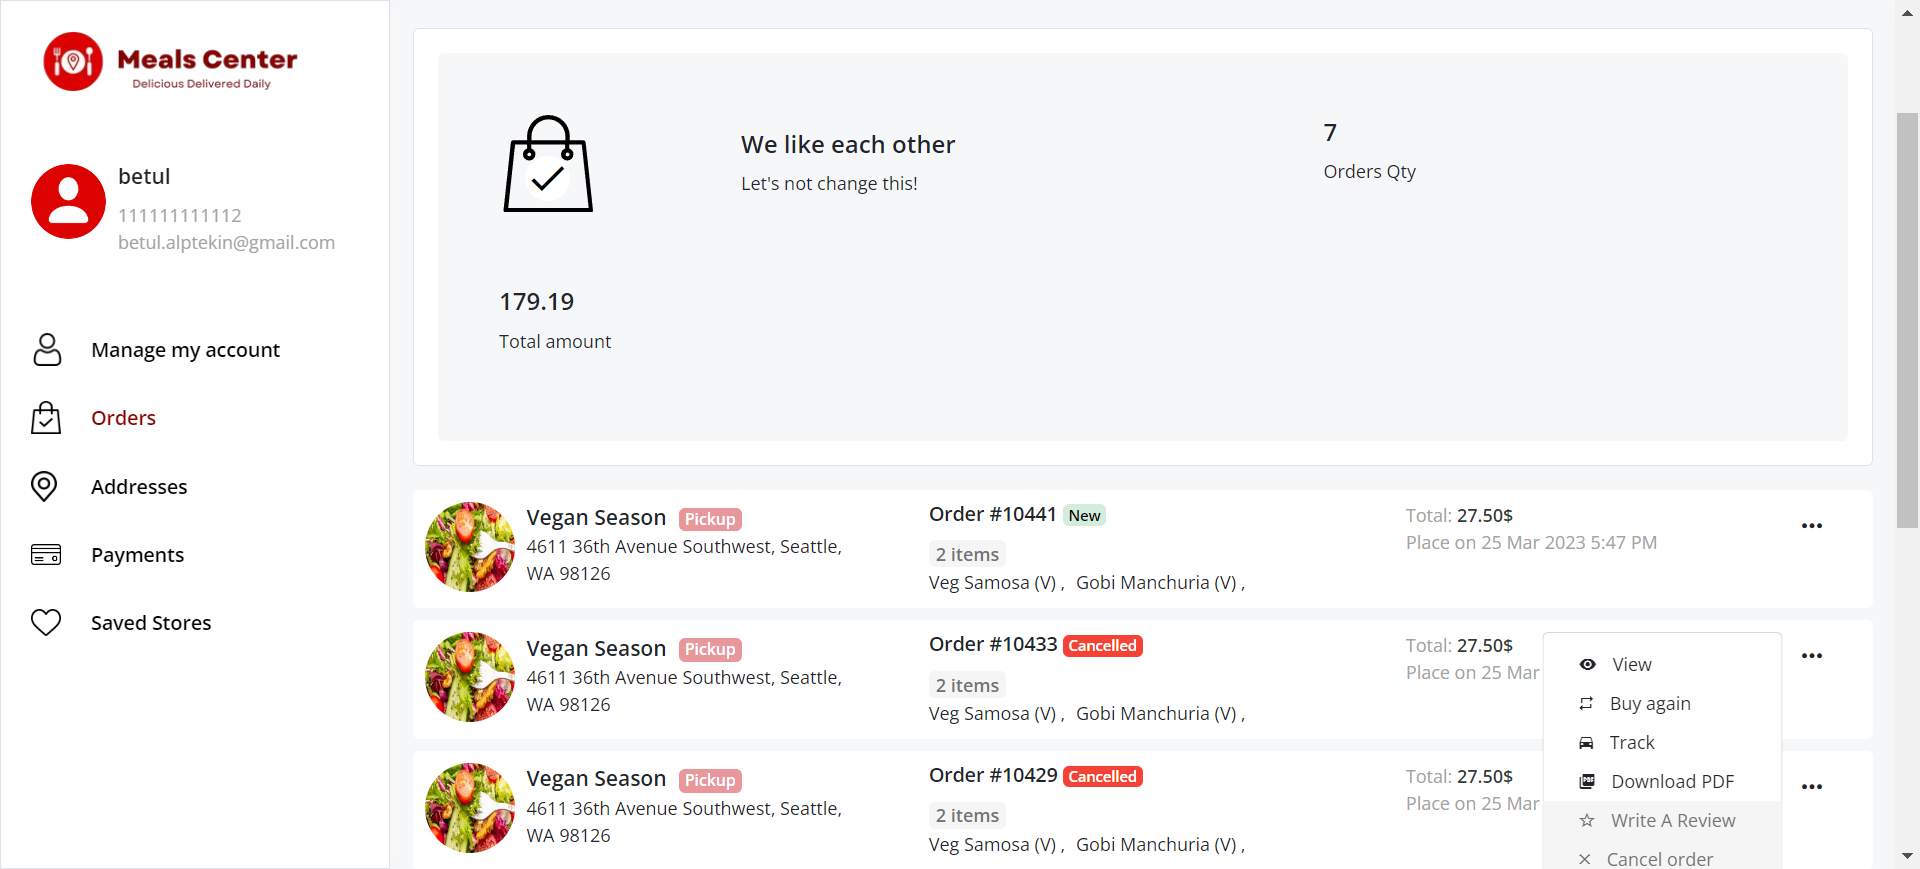 Meals Center
Delicious Delivered Daily
betul
111111111112
betul.alptekin@gmail.com
Manage my account
Orders
Addresses
Payments
Saved Stores
We like each other
Let's not change this!
7
Orders Qty
179.19
Total amount
Vegan Season Pickup
4611 36th Avenue Southwest, Seattle,
WA 98126
Order #10441 New
2 items
Veg Samosa (V) , Gobi Manchuria (V) ,
Total: 27.50$
Place on 25 Mar 2023 5:47 PM
Vegan Season Pickup
4611 36th Avenue Southwest, Seattle,
WA 98126
Order #10433 Cancelled
2 items
Veg Samosa (V) , Gobi Manchuria (V) ,
Total: 27.50$
Place on 25 Mar
Vegan Season Pickup
4611 36th Avenue Southwest, Seattle,
WA 98126
Order #10429 Cancelled
2 items
Veg Samosa (V) , Gobi Manchuria (V) ,
Total: 27.50$
Place on 25 Mar
View
Buy again
Track
PDF Download PDF
Write A Review
Cancel order